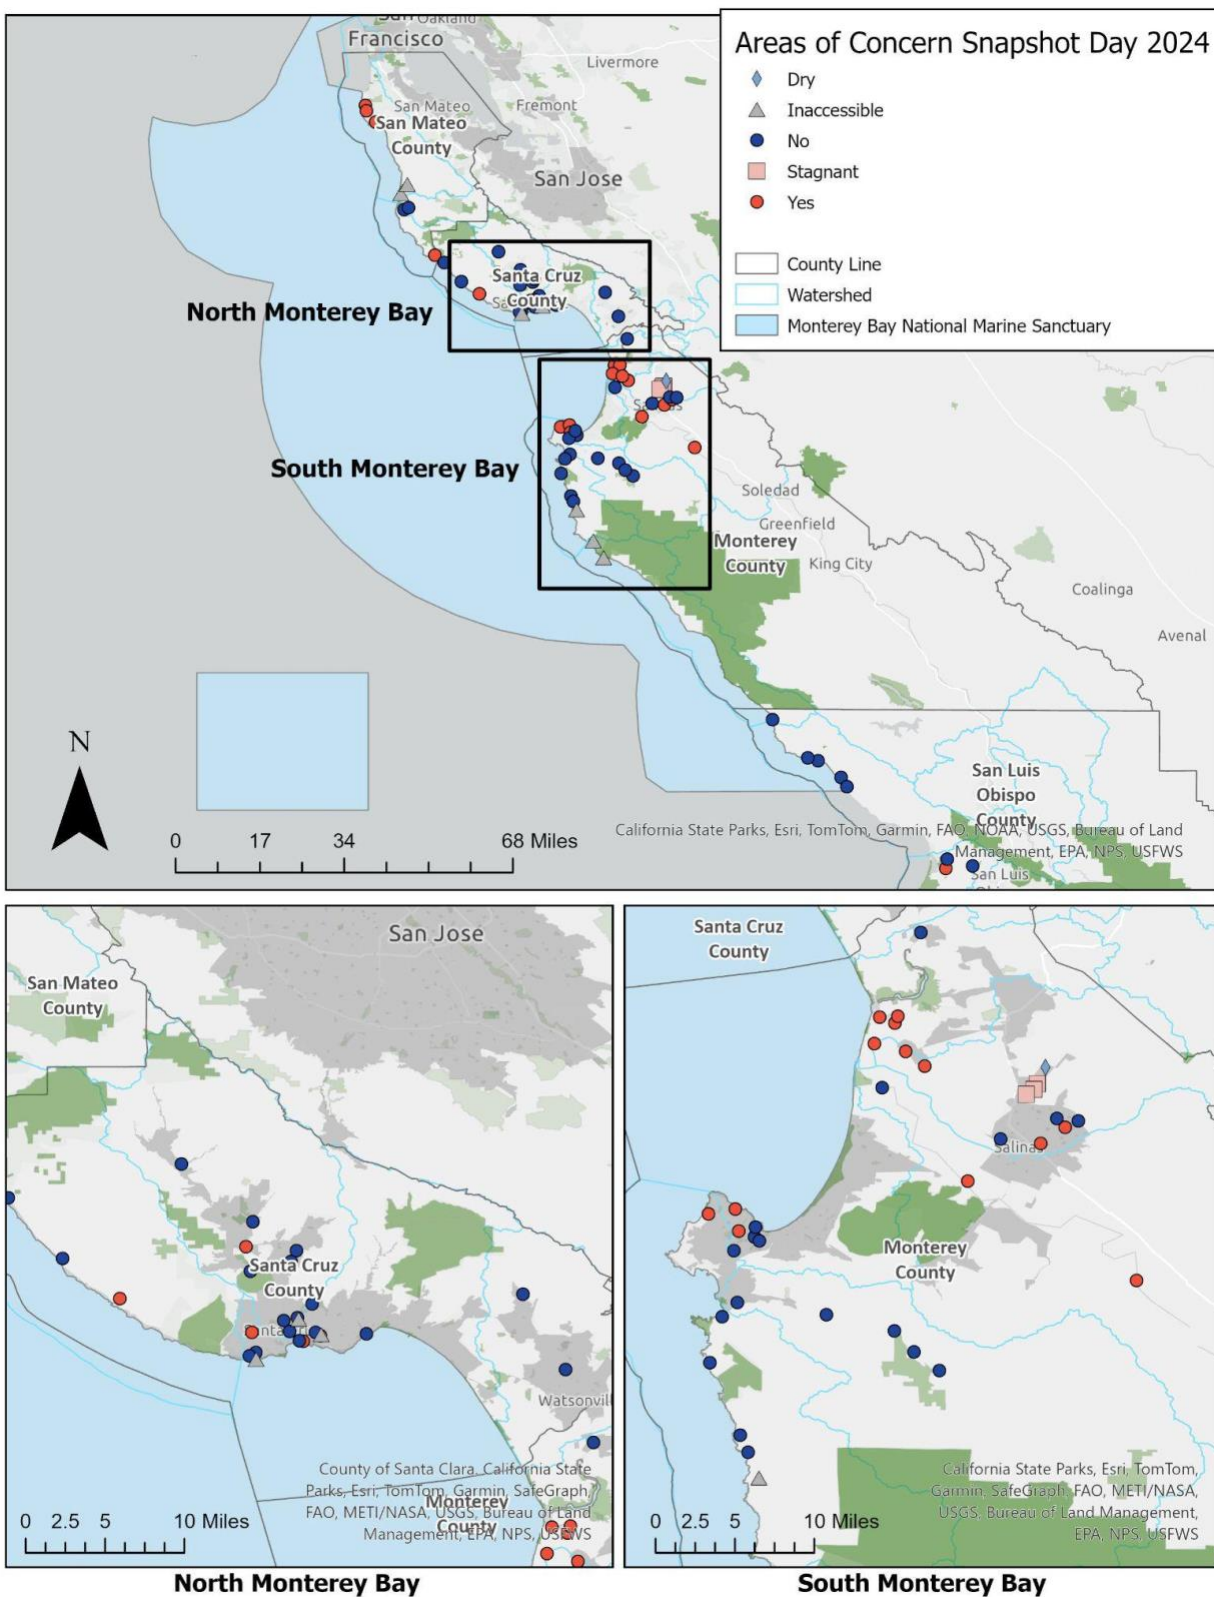 San
Oakland
Francisco
Livermore
San Mateo
Fremont
San Mateo
County
San Jose
Areas of Concern Snapshot Day 2024
Dry
Inaccessible
No
Stagnant
Yes
County Line
Watershed
Monterey Bay National Marine Sanctuary
Santa Cruz
County
North Monterey Bay
South Monterey Bay
Soledad
Greenfield
Monterey
County
King City
Coalinga
Avenal
N
San Luis
Obispo
County
0 17 34 68 Miles
California State Parks, Esri, TomTom, Garmin, FAO, NOAA, USGS, Bureau of Land
Management, EPA, NPS, USFWS
San Luis
San Jose
San Mateo
County
Santa Cruz
County
Watsonvill
County of Santa Clara, California State
Parks, Esri, TomTom, Garmin, SafeGraph,
FAO, METI/NASA, USGS, Bureau of Land
Management, EPA, NPS, USFWS
Monterey
County
0 2.5 5 10 Miles
North Monterey Bay
Santa Cruz
County
Salinas
Monterey
County
California State Parks, Esri, TomTom,
Garmin, SafeGraph, FAO, METI/NASA,
USGS, Bureau of Land Management,
EPA, NPS, USFWS
0 2.5 5 10 Miles
South Monterey Bay